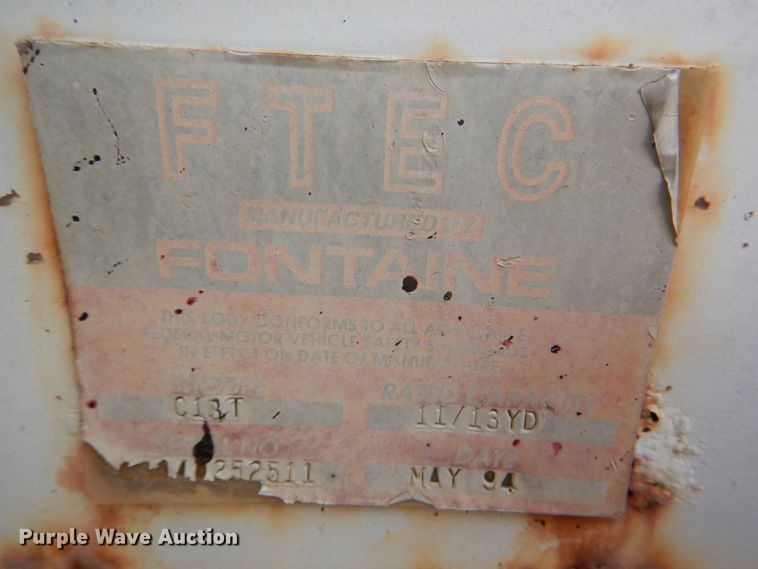 FTEC
MANUFACTURED BY
FONTAINE
THIS BODY CONFORMS TO ALL APPLICABLE
FEDERAL MOTOR VEHICLE SAFETY STANDARDS
IN EFFECT ON DATE OF MANUFACTURE
MODEL RATED CAPACITY
C13T 11/13YD
SERIAL NO DATE
252511 MAY 94
Purple Wave Auction